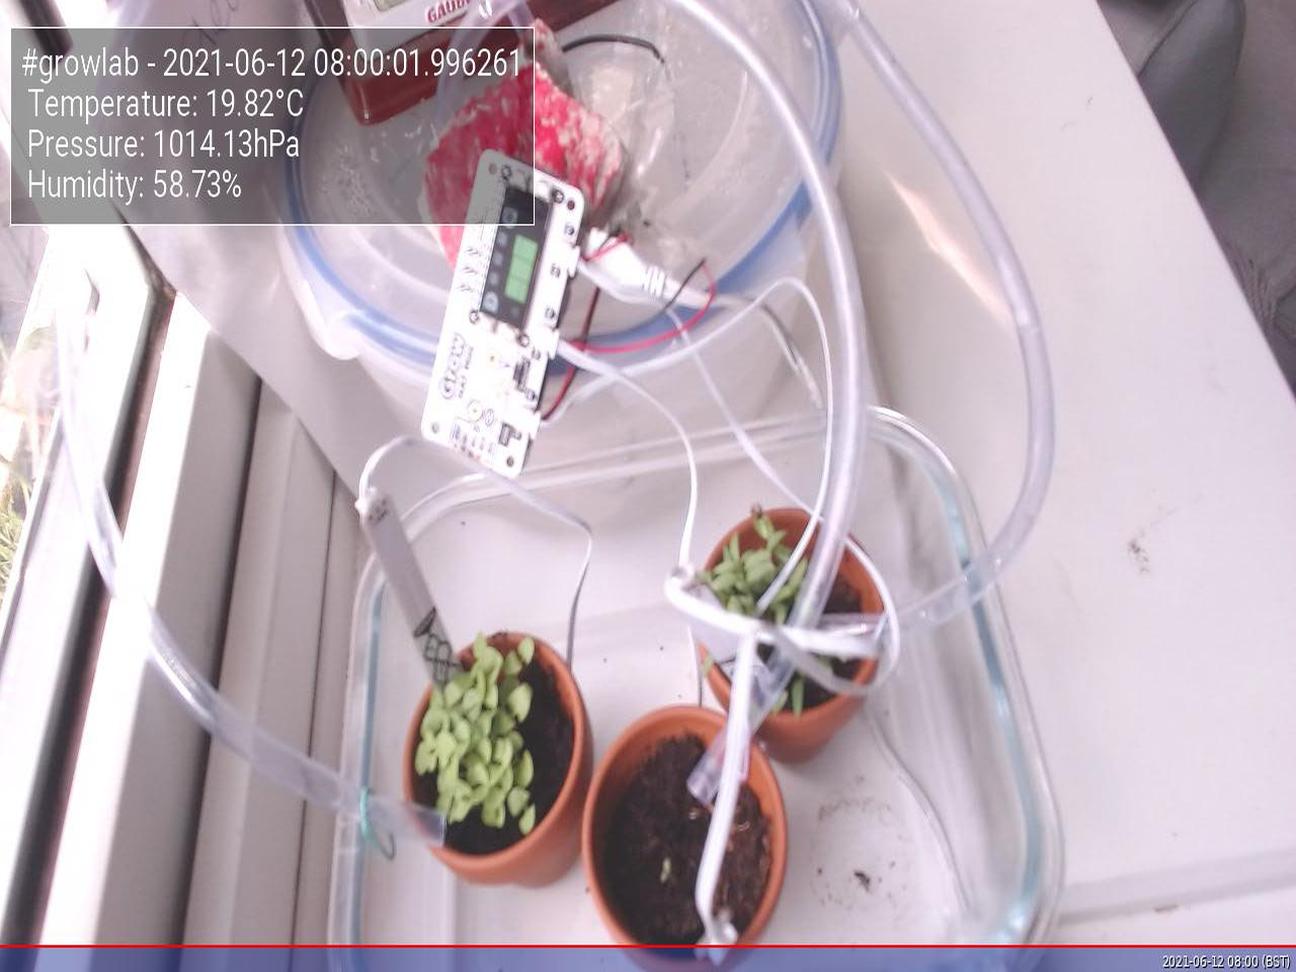 #growlab - 2021-06-12 08:00:01.996261
Temperature: 19.82°C
Pressure: 1014.13hPa
Humidity: 58.73%
GROW
2021-06-12 08:00 (BST)